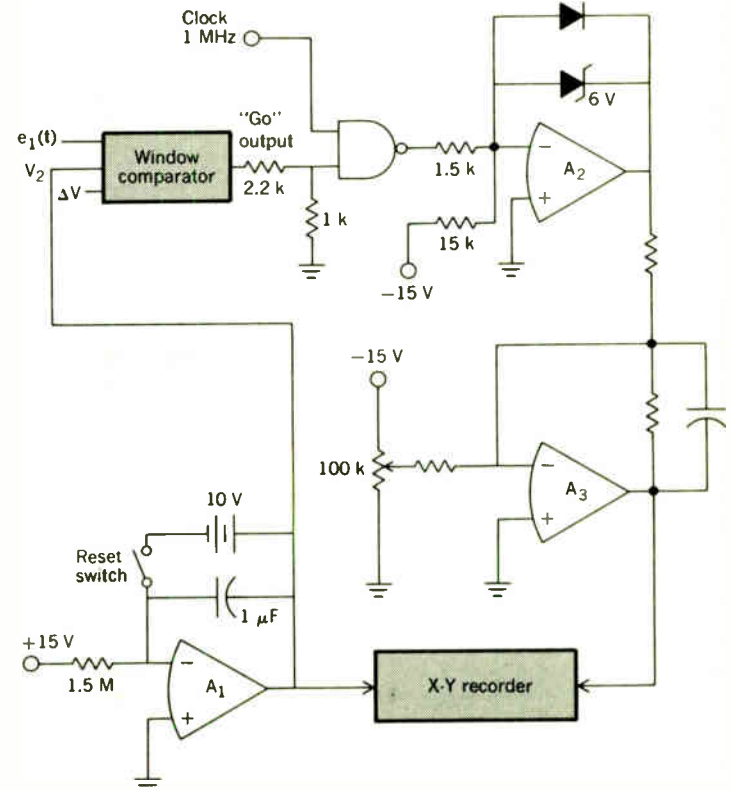 Clock
1 MHz
6 V
"Go"
output
e1(t)
V2
ΔV
Window
comparator
2.2 k
1.5 k
−
A2
+
1 k
15 k
−15 V
−15 V
100 k
−
A3
+
10 V
Reset
switch
1 μF
+15 V
1.5 M
−
A1
+
X-Y recorder